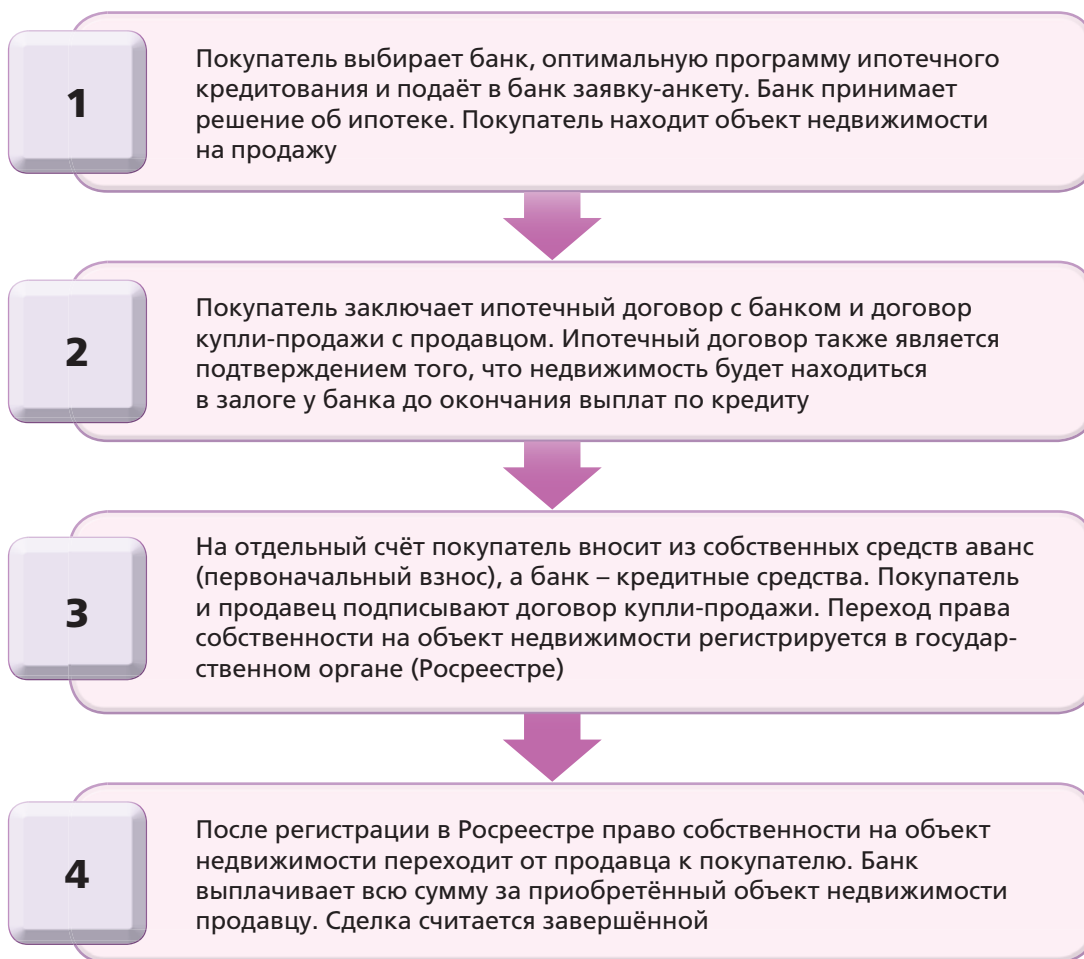 1
Покупатель выбирает банк, оптимальную программу ипотечного
кредитования и подаёт в банк заявку-анкету. Банк принимает
решение об ипотеке. Покупатель находит объект недвижимости
на продажу
2
Покупатель заключает ипотечный договор с банком и договор
купли-продажи с продавцом. Ипотечный договор также является
подтверждением того, что недвижимость будет находиться
в залоге у банка до окончания выплат по кредиту
3
На отдельный счёт покупатель вносит из собственных средств аванс
(первоначальный взнос), а банк – кредитные средства. Покупатель
и продавец подписывают договор купли-продажи. Переход права
собственности на объект недвижимости регистрируется в государ-
ственном органе (Росреестре)
4
После регистрации в Росреестре право собственности на объект
недвижимости переходит от продавца к покупателю. Банк
выплачивает всю сумму за приобретённый объект недвижимости
продавцу. Сделка считается завершённой